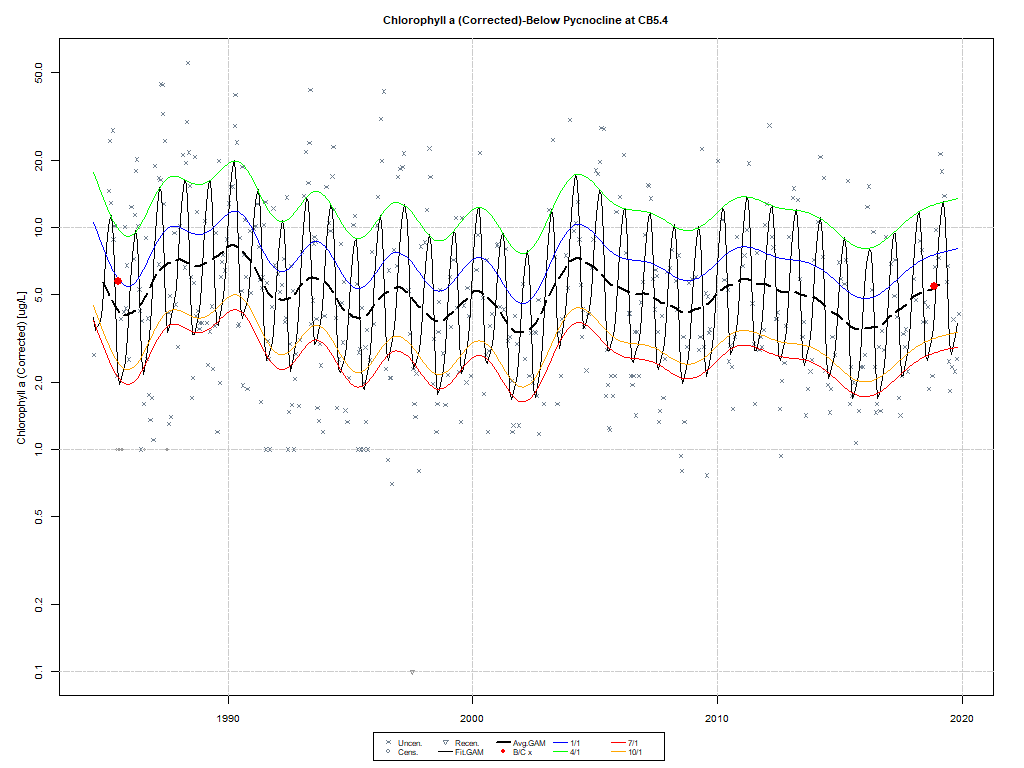 Chlorophyll a (Corrected)-Below Pycnocline at CB5.4
Chlorophyll a (Corrected) [ug/L]
50.0
20.0
10.0
5.0
2.0
1.0
0.5
0.2
0.1
1990 2000 2010 2020
Uncen. Recen. Avg.GAM 1/1 7/1
Cens. Fit.GAM B/C x 4/1 10/1